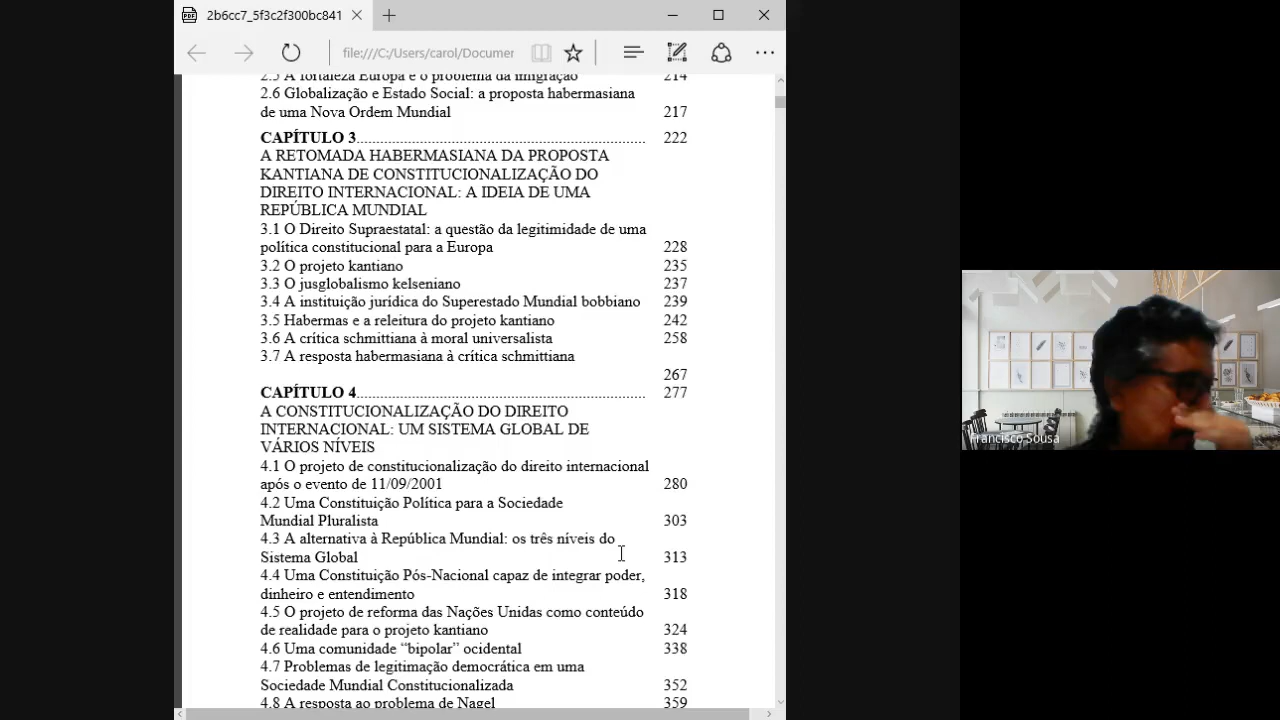 2b6cc7_5f3c2f300bc841
file:///C:/Users/carol/Documer
2.5 A fortaleza Europa e o problema da imigração 214
2.6 Globalização e Estado Social: a proposta habermasiana
de uma Nova Ordem Mundial 217
CAPÍTULO 3........................................................................ 222
A RETOMADA HABERMASIANA DA PROPOSTA
KANTIANA DE CONSTITUCIONALIZAÇÃO DO
DIREITO INTERNACIONAL: A IDEIA DE UMA
REPÚBLICA MUNDIAL
3.1 O Direito Supraestatal: a questão da legitimidade de uma
política constitucional para a Europa 228
3.2 O projeto kantiano 235
3.3 O jusglobalismo kelseniano 237
3.4 A instituição jurídica do Superestado Mundial bobbiano 239
3.5 Habermas e a releitura do projeto kantiano 242
3.6 A crítica schmittiana à moral universalista 258
3.7 A resposta habermasiana à crítica schmittiana
267
CAPÍTULO 4........................................................................ 277
A CONSTITUCIONALIZAÇÃO DO DIREITO
INTERNACIONAL: UM SISTEMA GLOBAL DE
VÁRIOS NÍVEIS
4.1 O projeto de constitucionalização do direito internacional
após o evento de 11/09/2001 280
4.2 Uma Constituição Política para a Sociedade
Mundial Pluralista 303
4.3 A alternativa à República Mundial: os três níveis do
Sistema Global 313
4.4 Uma Constituição Pós-Nacional capaz de integrar poder,
dinheiro e entendimento 318
4.5 O projeto de reforma das Nações Unidas como conteúdo
de realidade para o projeto kantiano 324
4.6 Uma comunidade “bipolar” ocidental 338
4.7 Problemas de legitimação democrática em uma
Sociedade Mundial Constitucionalizada 352
4.8 A resposta ao problema de Nagel 359
Francisco Sousa